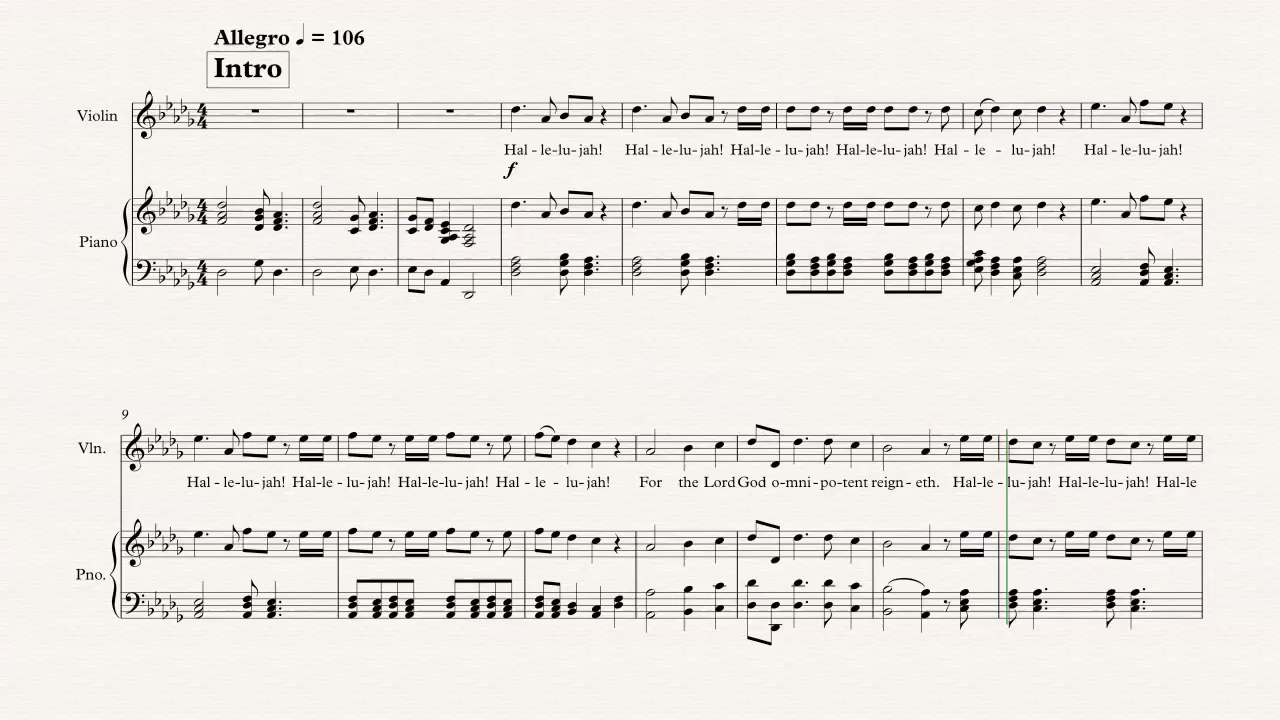 Allegro ♩ = 106
Intro
Violin
Hal - le-lu- jah! Hal - le-lu- jah! Hal-le - lu- jah! Hal-le-lu- jah! Hal - le - lu- jah! Hal - le-lu- jah!
f
Piano
9
Vln.
Hal - le-lu- jah! Hal-le - lu- jah! Hal-le-lu- jah! Hal - le - lu- jah! For the Lord God o-mni-po-tent reign- eth. Hal-le - lu- jah! Hal-le-lu- jah! Hal-le
Pno.